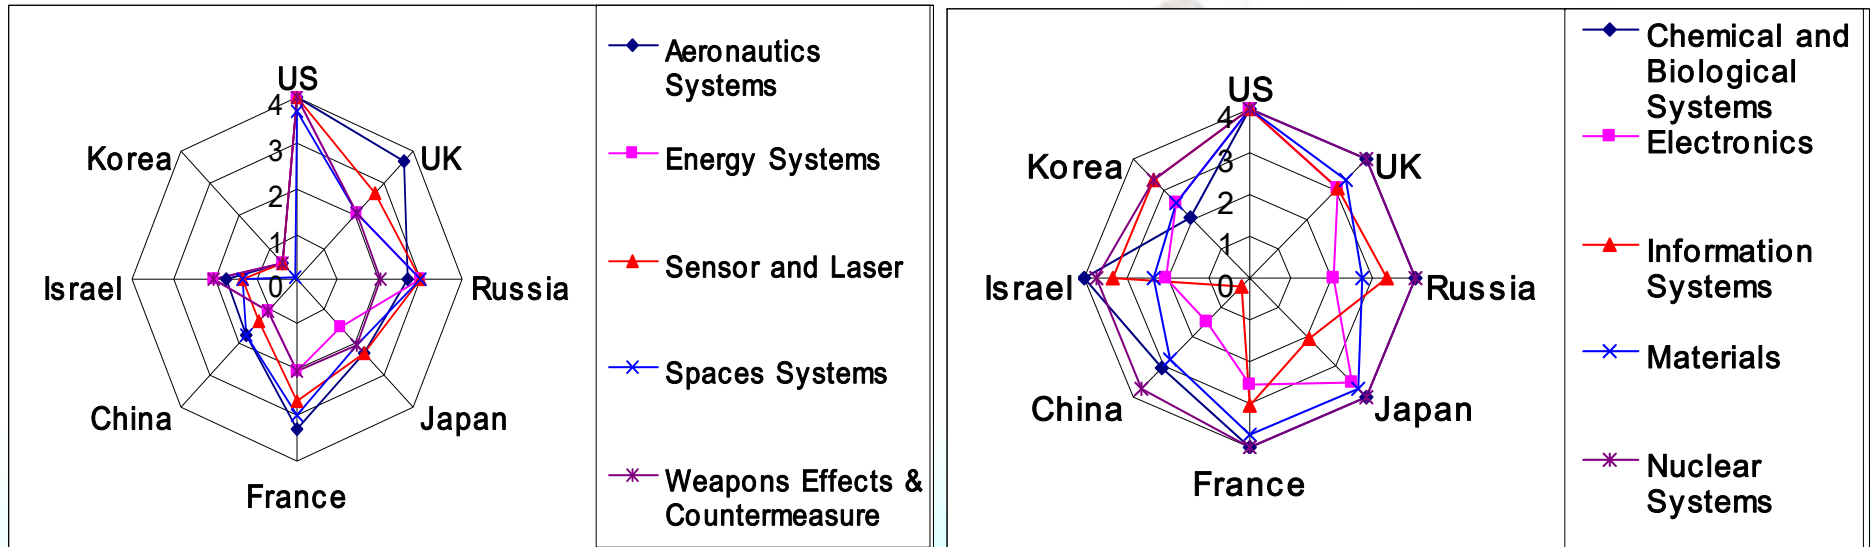 US
4
3
2
1
0
UK
Russia
Japan
France
China
Israel
Korea
Aeronautics
Systems
Energy Systems
Sensor and Laser
Spaces Systems
Weapons Effects &
Countermeasure
US
4
3
2
1
0
UK
Russia
Japan
France
China
Israel
Korea
Chemical and
Biological
Systems
Electronics
Information
Systems
Materials
Nuclear
Systems